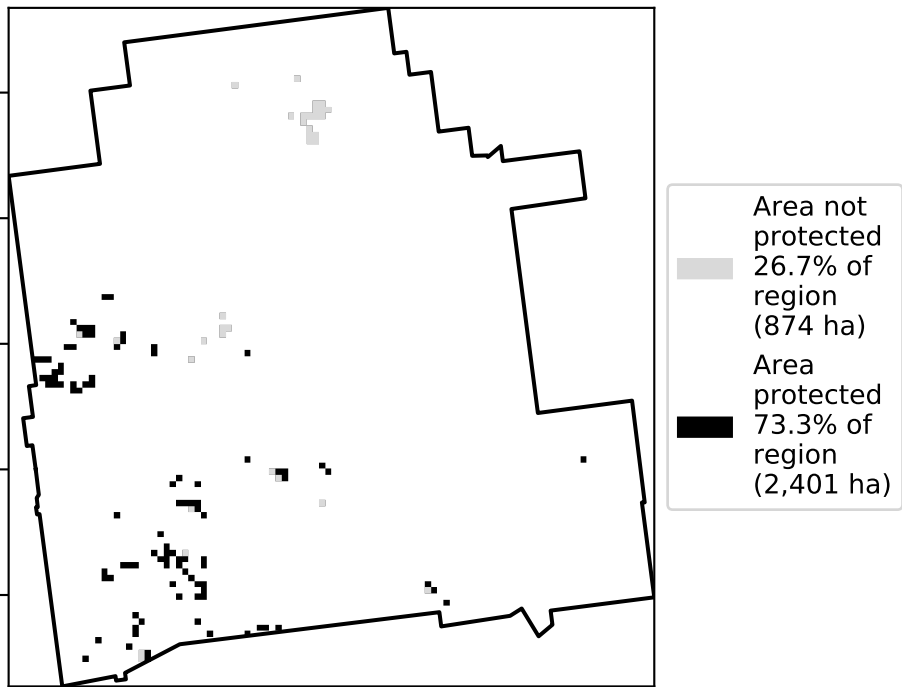 Area not
protected
26.7% of
region
(874 ha)
Area
protected
73.3% of
region
(2,401 ha)